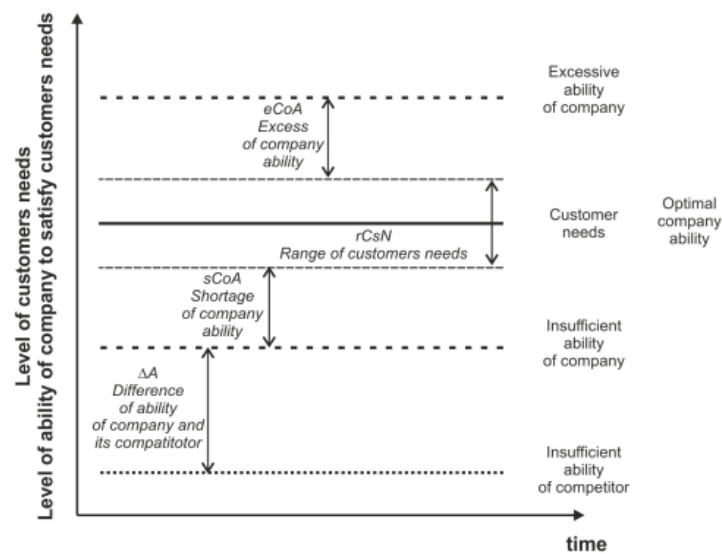 Level of customers needs
Level of ability of company to satisfy customers needs
Excessive
ability
of company
eCoA
Excess
of company
ability
Customer
needs
Optimal
company
ability
rCsN
Range of customers needs
sCoA
Shortage
of company
ability
Insufficient
ability
of company
ΔA
Difference
of ability
of company and
its compatitotor
Insufficient
ability
of competitor
time